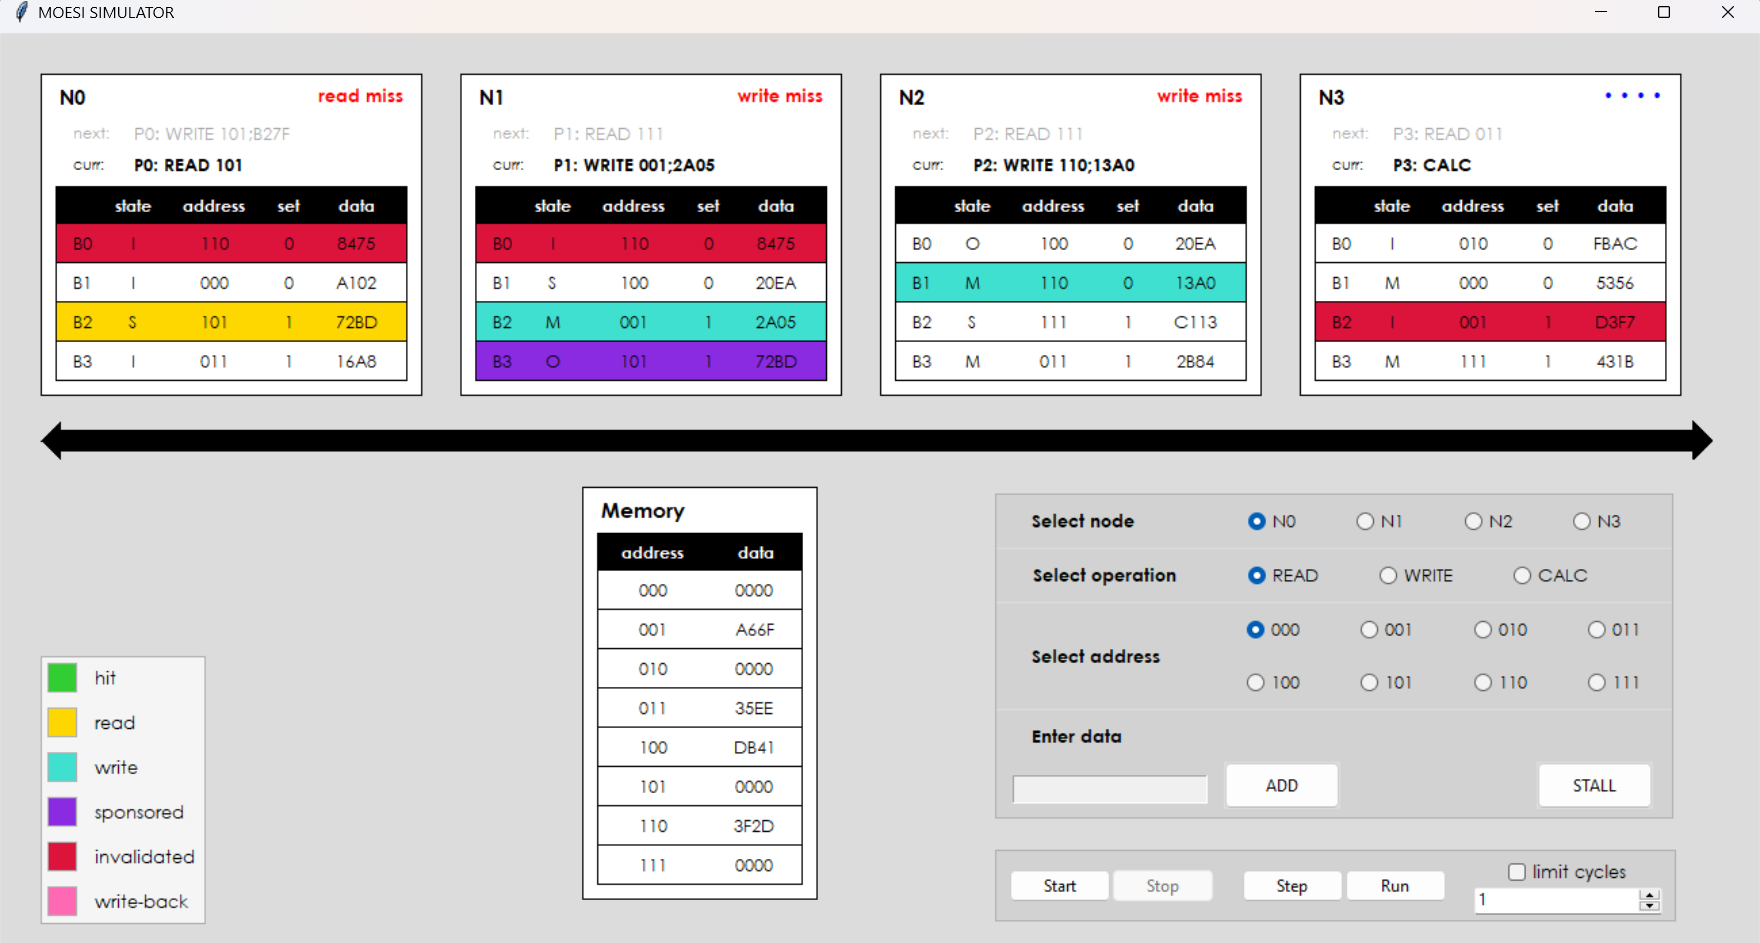 MOESI SIMULATOR
N0 read miss
next: P0: WRITE 101;B27F
curr: P0: READ 101
state address set data
B0 I 110 0 8475
B1 I 000 0 A102
B2 S 101 1 72BD
B3 I 011 1 16A8
N1 write miss
next: P1: READ 111
curr: P1: WRITE 001;2A05
state address set data
B0 I 110 0 8475
B1 S 100 0 20EA
B2 M 001 1 2A05
B3 O 101 1 72BD
N2 write miss
next: P2: READ 111
curr: P2: WRITE 110;13A0
state address set data
B0 O 100 0 20EA
B1 M 110 0 13A0
B2 S 111 1 C113
B3 M 011 1 2B84
N3 • • • •
next: P3: READ 011
curr: P3: CALC
state address set data
B0 I 010 0 FBAC
B1 M 000 0 5356
B2 I 001 1 D3F7
B3 M 111 1 431B
hit
read
write
sponsored
invalidated
write-back
Memory
address data
000 0000
001 A66F
010 0000
011 35EE
100 DB41
101 0000
110 3F2D
111 0000
Select node N0 N1 N2 N3
Select operation READ WRITE CALC
Select address
000 001 010 011
100 101 110 111
Enter data
ADD STALL
Start Stop Step Run
limit cycles
1